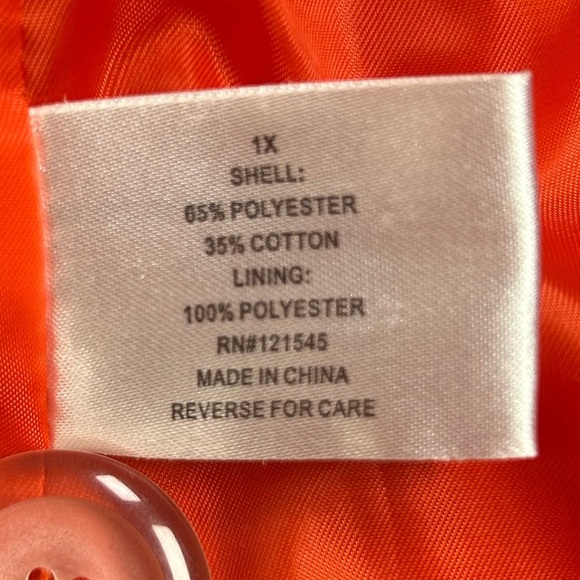 1X
SHELL:
65% POLYESTER
35% COTTON
LINING:
100% POLYESTER
RN#121545
MADE IN CHINA
REVERSE FOR CARE